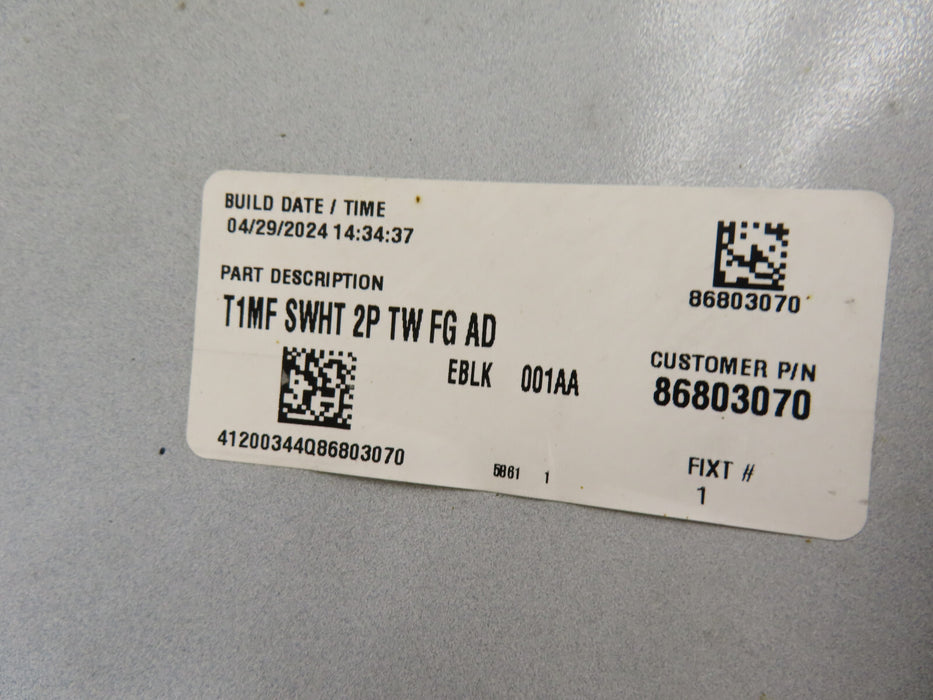 BUILD DATE / TIME
04/29/2024 14:34:37
86803070
PART DESCRIPTION
T1MF SWHT 2P TW FG AD
EBLK 001AA
CUSTOMER P/N
86803070
41200344Q86803070
5861 1
FIXT #
1